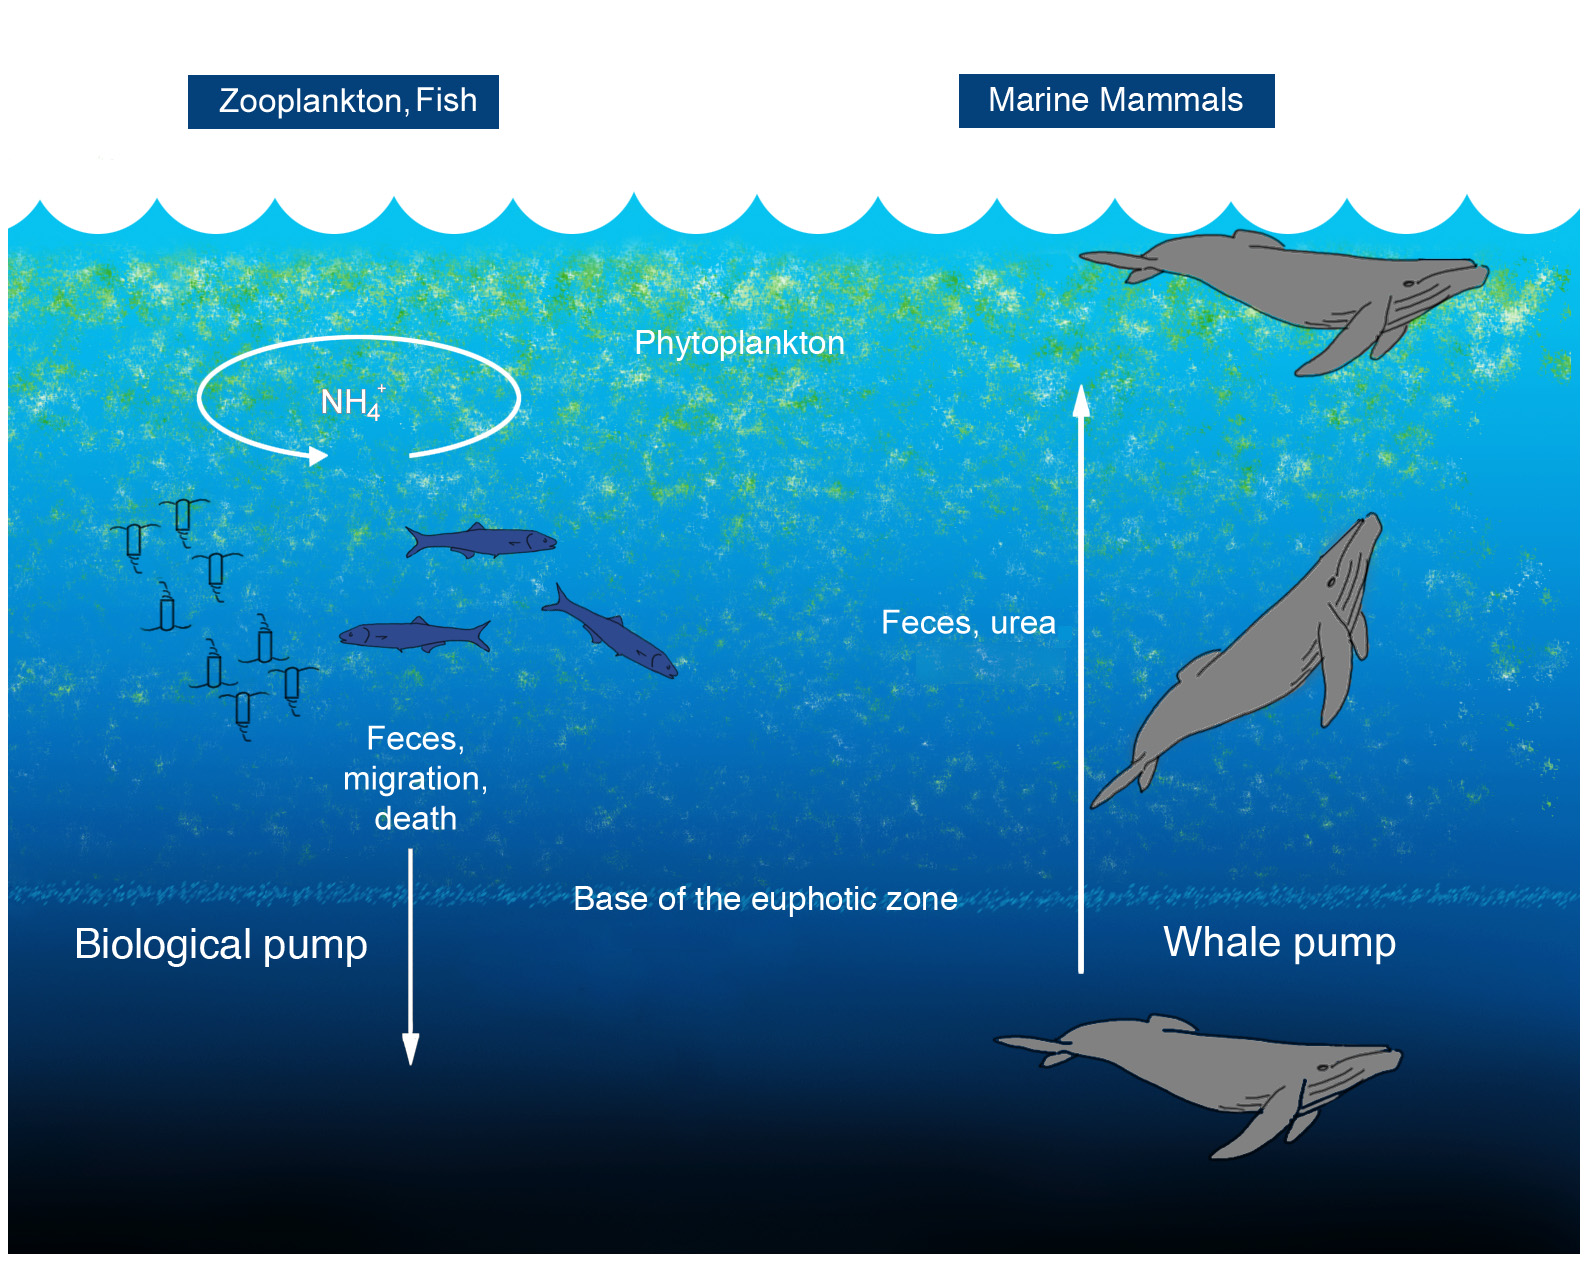 Zooplankton, Fish
Marine Mammals
Phytoplankton
NH₄⁺
Feces, urea
Feces,
migration,
death
Base of the euphotic zone
Biological pump
Whale pump